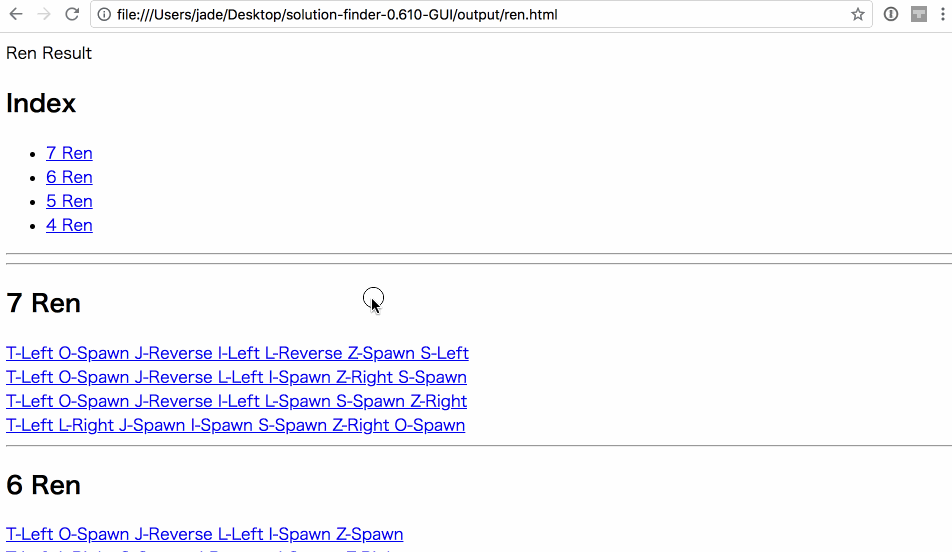 file:///Users/jade/Desktop/solution-finder-0.610-GUI/output/ren.html
Ren Result
Index
7 Ren
6 Ren
5 Ren
4 Ren
7 Ren
T-Left O-Spawn J-Reverse I-Left L-Reverse Z-Spawn S-Left
T-Left O-Spawn J-Reverse L-Left I-Spawn Z-Right S-Spawn
T-Left O-Spawn J-Reverse I-Left L-Spawn S-Spawn Z-Right
T-Left L-Right J-Spawn I-Spawn S-Spawn Z-Right O-Spawn
6 Ren
T-Left O-Spawn J-Reverse L-Left I-Spawn Z-Spawn